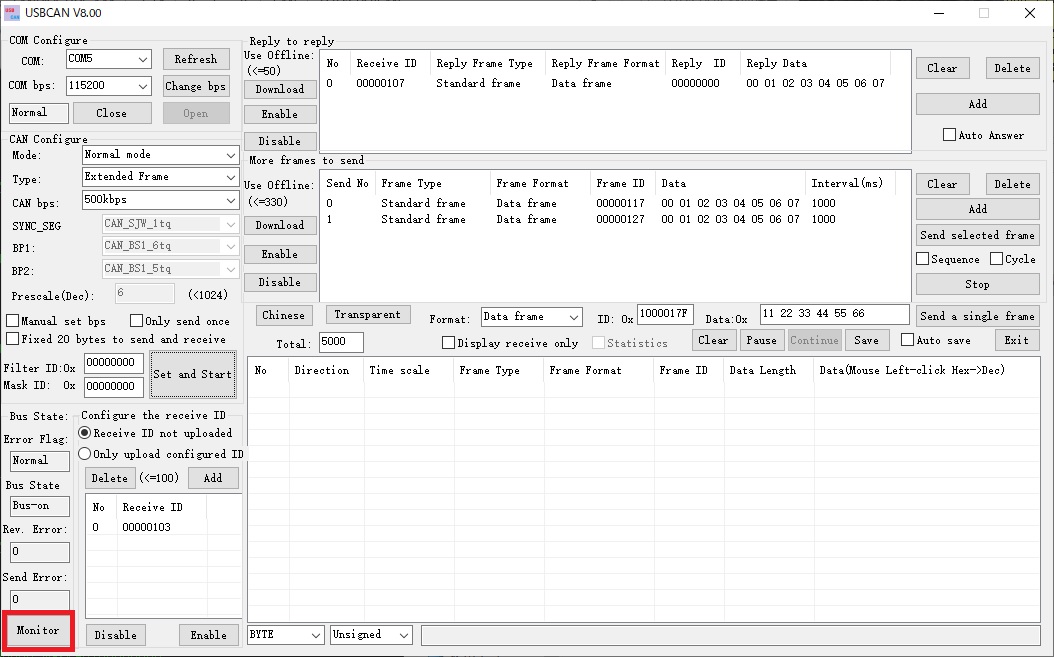 USBCAN V8.00
COM Configure
COM: COM5 Refresh
COM bps: 115200 Change bps
Normal Close Open
CAN Configure
Mode: Normal mode
Type: Extended Frame
CAN bps: 500kbps
SYNC_SEG CAN_SJW_1tq
BP1: CAN_BS1_6tq
BP2: CAN_BS1_5tq
Prescale(Dec): 6 (<1024)
Manual set bps Only send once
Fixed 20 bytes to send and receive
Filter ID:0x 00000000
Mask ID: 0x 00000000
Set and Start
Bus State:
Error Flag:
Normal
Bus State
Bus-on
Rev. Error:
0
Send Error:
0
Monitor
Configure the receive ID
Receive ID not uploaded
Only upload configured ID
Delete (<=100) Add
No Receive ID
0 00000103
Disable Enable
Reply to reply
Use Offline:
(<=50)
Download
Enable
Disable
No Receive ID Reply Frame Type Reply Frame Format Reply ID Reply Data
0 00000107 Standard frame Data frame 00000000 00 01 02 03 04 05 06 07
Clear Delete
Add
Auto Answer
More frames to send
Use Offline:
(<=330)
Download
Enable
Disable
Send No Frame Type Frame Format Frame ID Data Interval(ms)
0 Standard frame Data frame 00000117 00 01 02 03 04 05 06 07 1000
1 Standard frame Data frame 00000127 00 01 02 03 04 05 06 07 1000
Clear Delete
Add
Send selected frame
Sequence Cycle
Stop
Chinese Transparent Format: Data frame ID: 0x 1000017F Data:0x 11 22 33 44 55 66 Send a single frame
Total: 5000 Display receive only Statistics Clear Pause Continue Save Auto save Exit
No Direction Time scale Frame Type Frame Format Frame ID Data Length Data(Mouse Left-click Hex->Dec)
BYTE Unsigned